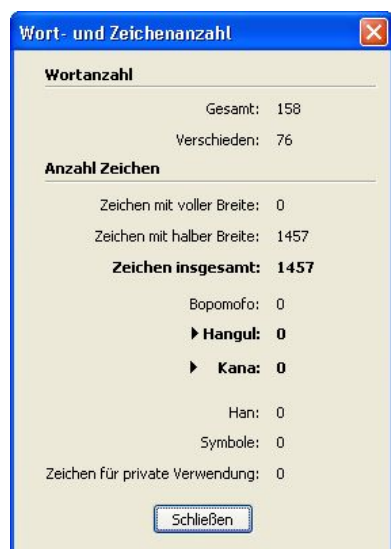 Wort- und Zeichenanzahl
Wortanzahl
Gesamt: 158
Verschieden: 76
Anzahl Zeichen
Zeichen mit voller Breite: 0
Zeichen mit halber Breite: 1457
Zeichen insgesamt: 1457
Bopomofo: 0
Hangul: 0
Kana: 0
Han: 0
Symbole: 0
Zeichen für private Verwendung: 0
Schließen